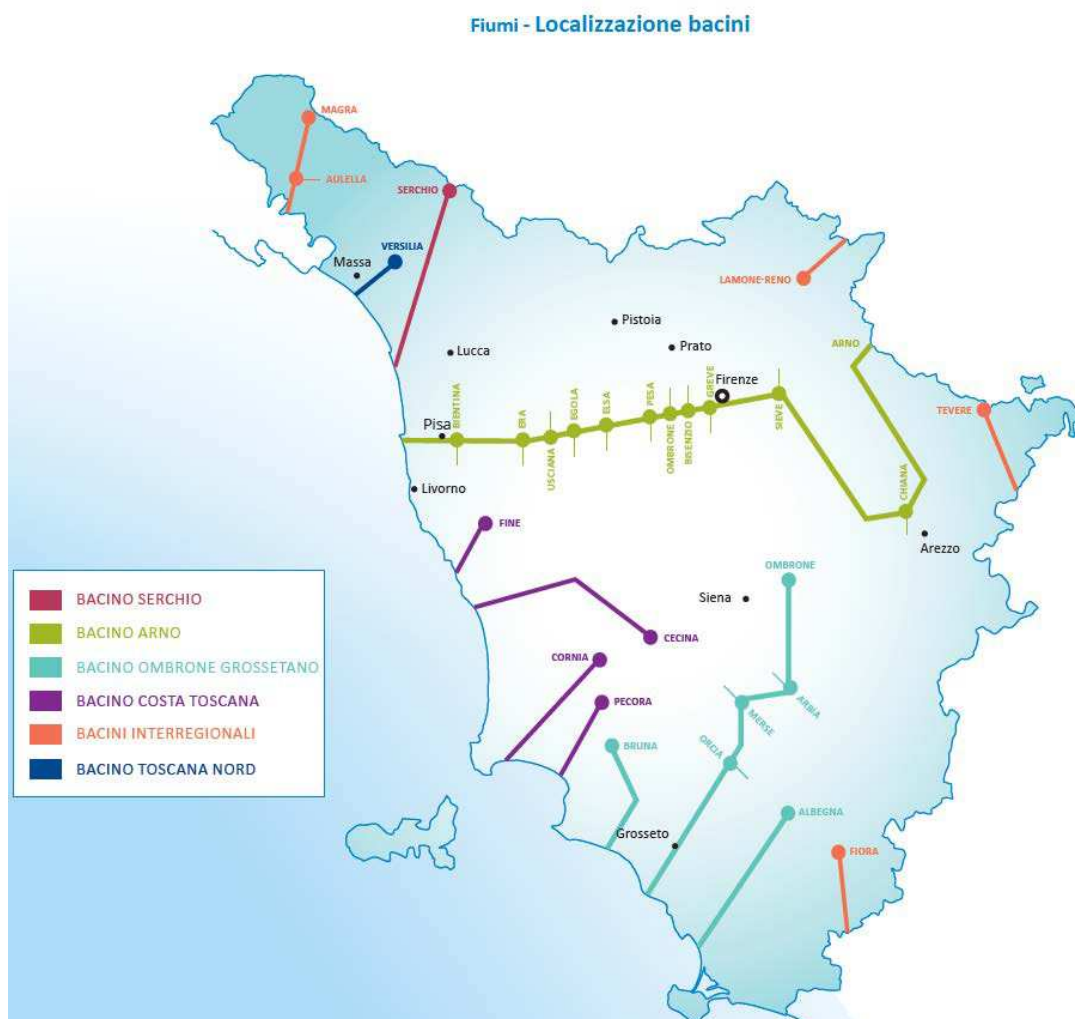 Fiumi - Localizzazione bacini
MAGRA
AULELLA
SERCHIO
VERSILIA
Massa
LAMONE-RENO
Pistoia
Prato
Lucca
ARNO
Firenze
TEVERE
Pisa
BIENTINA
ERA
USCIANA
EGOLA
ELSA
PESA
OMBRONE
BISENZIO
GREVE
SIEVE
CHIANA
Livorno
FINE
Arezzo
OMBRONE
Siena
CECINA
CORNIA
PECORA
ARBIA
MERSE
ORCIA
BRUNA
ALBEGNA
Grosseto
FIORA
BACINO SERCHIO
BACINO ARNO
BACINO OMBRONE GROSSETANO
BACINO COSTA TOSCANA
BACINI INTERREGIONALI
BACINO TOSCANA NORD